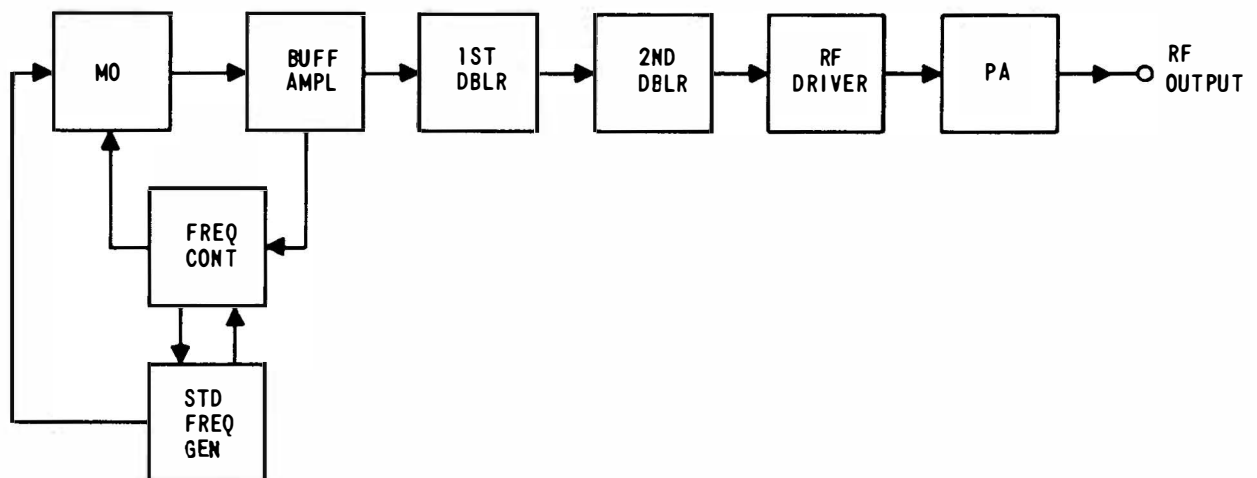 MO
BUFF
AMPL
1ST
DBLR
2ND
DBLR
RF
DRIVER
PA
RF
OUTPUT
FREQ
CONT
STD
FREQ
GEN